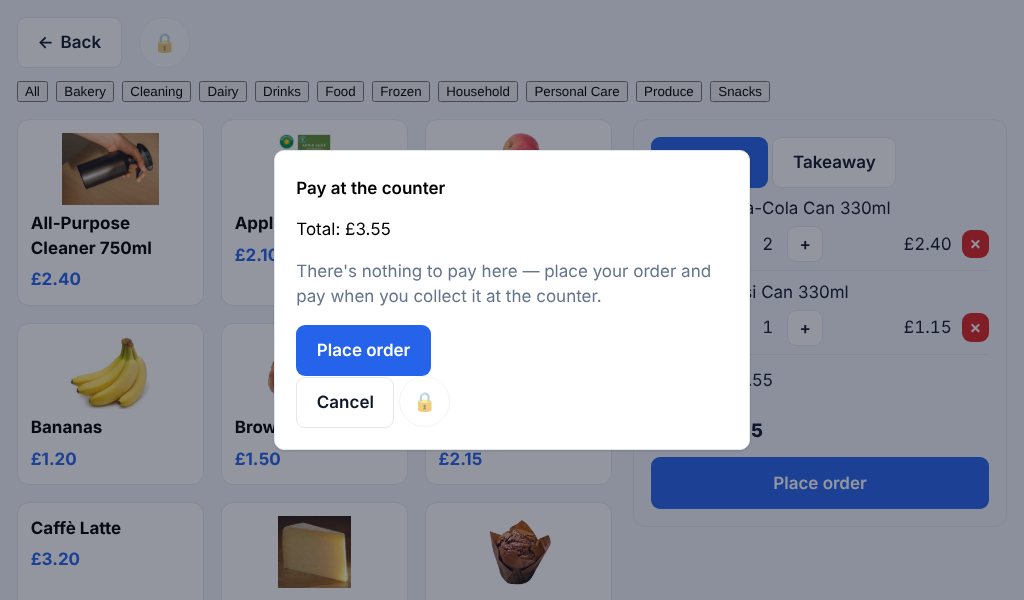 ← Back
All Bakery Cleaning Dairy Drinks Food Frozen Household Personal Care Produce Snacks
All-Purpose
Cleaner 750ml
£2.40
£2.10
Bananas
£1.20
£1.50
£2.15
Caffè Latte
£3.20
Pay at the counter
Total: £3.55
There's nothing to pay here — place your order and
pay when you collect it at the counter.
Place order
Cancel
Takeaway
a-Cola Can 330ml
2 + £2.40 ×
si Can 330ml
1 + £1.15 ×
.55
5
Place order